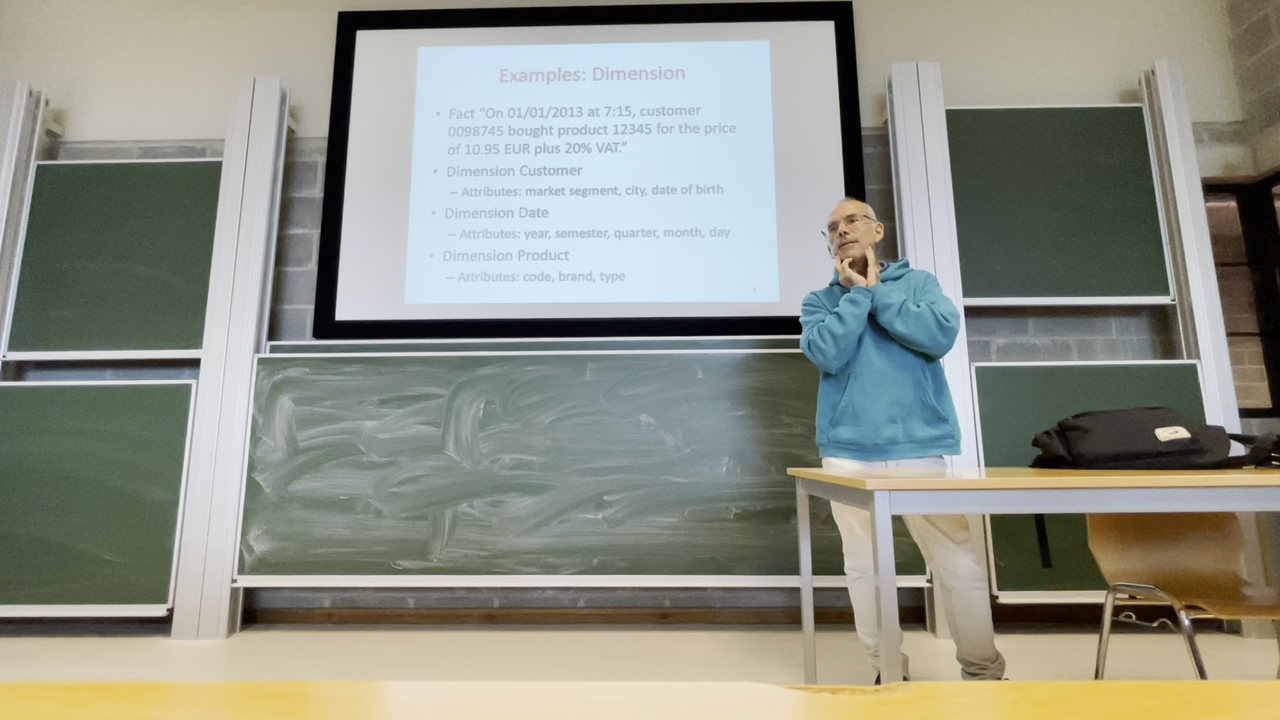 Examples: Dimension
• Fact “On 01/01/2013 at 7:15, customer
0098745 bought product 12345 for the price
of 10.95 EUR plus 20% VAT.”
• Dimension Customer
– Attributes: market segment, city, date of birth
• Dimension Date
– Attributes: year, semester, quarter, month, day
• Dimension Product
– Attributes: code, brand, type